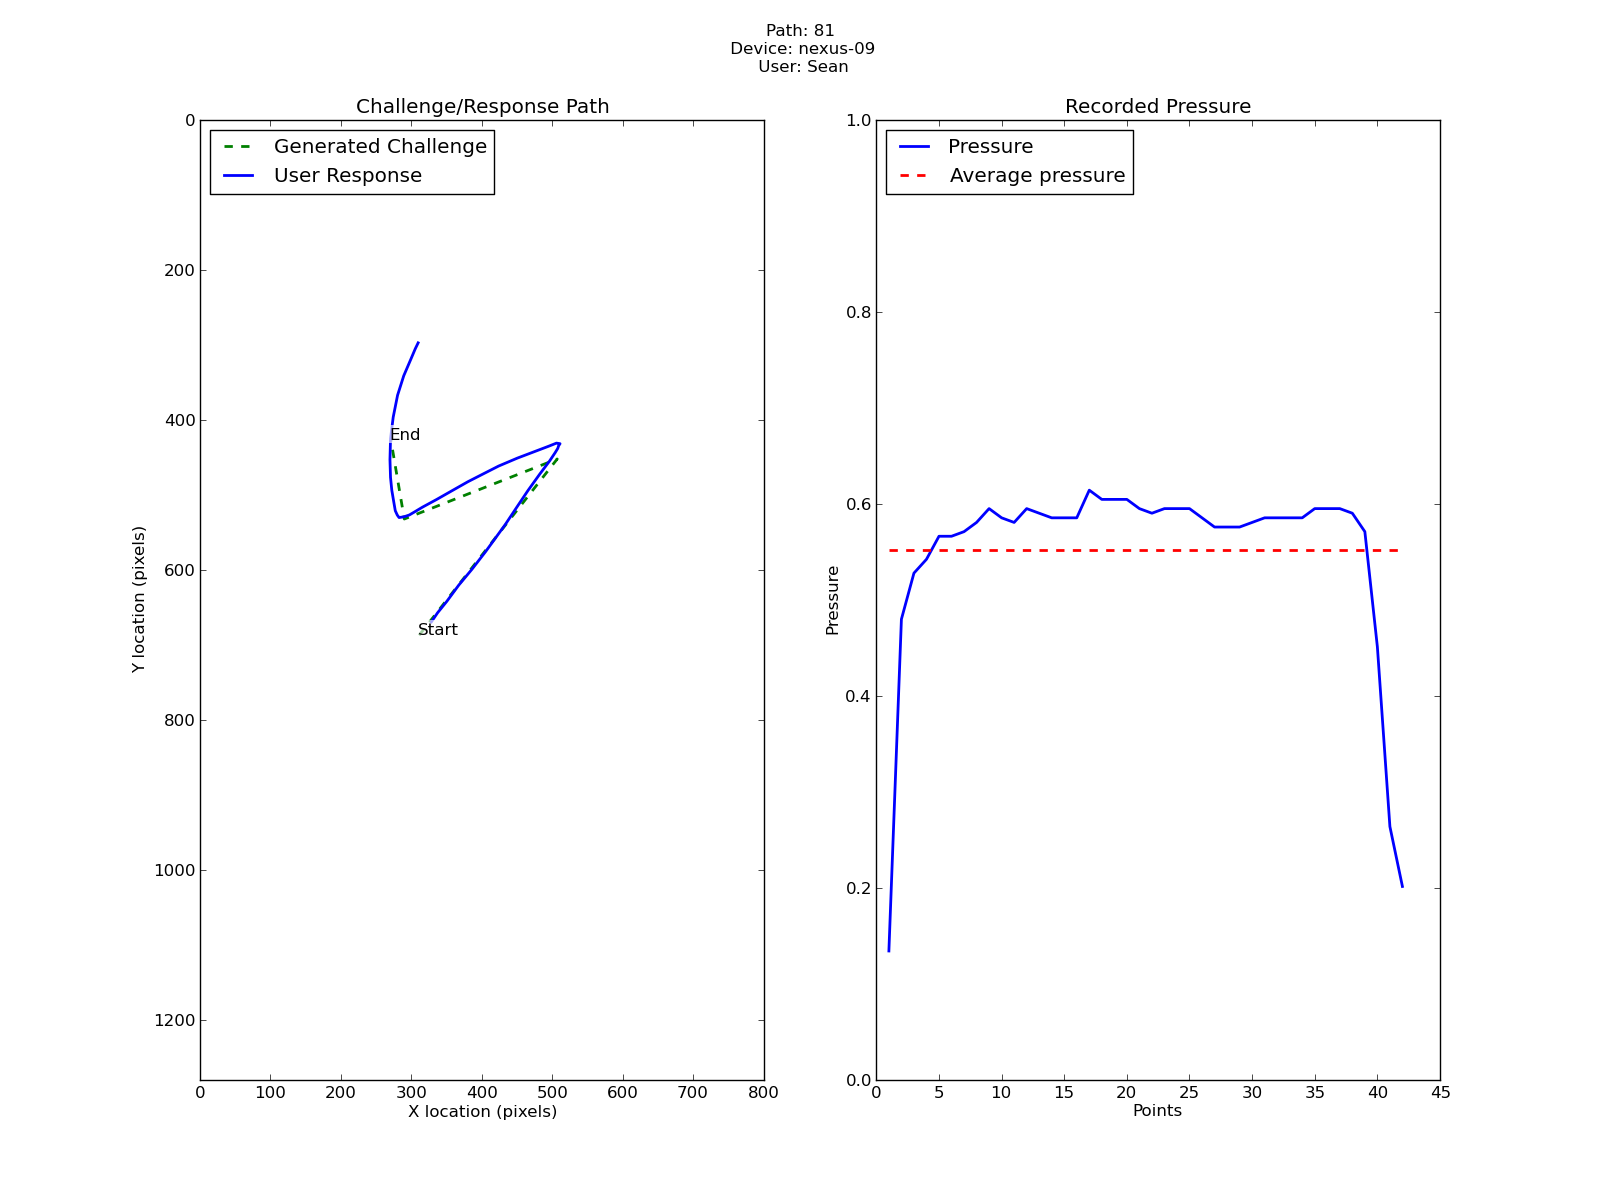 Path: 81
Device: nexus-09
User: Sean
Challenge/Response Path
Generated Challenge
User Response
0
200
400
600
800
1000
1200
Y location (pixels)
End
Start
0 100 200 300 400 500 600 700 800
X location (pixels)
Recorded Pressure
Pressure
Average pressure
1.0
0.8
0.6
0.4
0.2
0.0
Pressure
0 5 10 15 20 25 30 35 40 45
Points